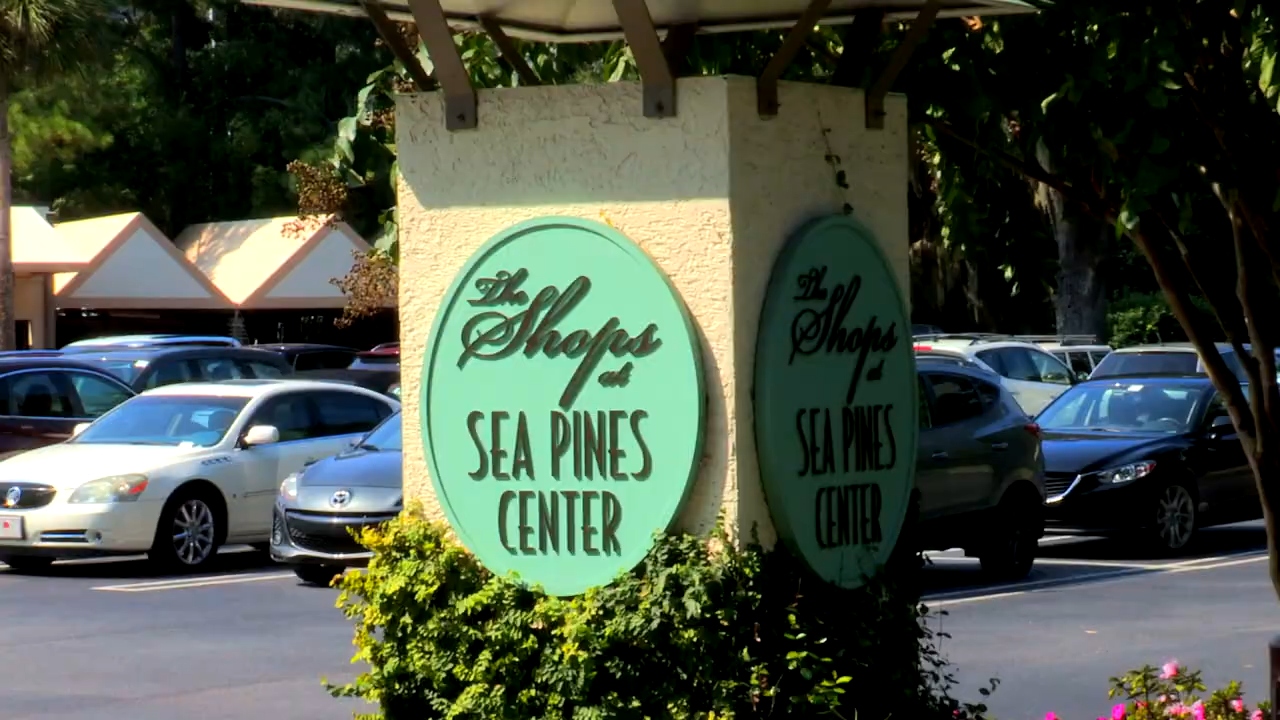 The
Shops
at
SEA PINES
CENTER
The
Shops
at
SEA PINES
CENTER